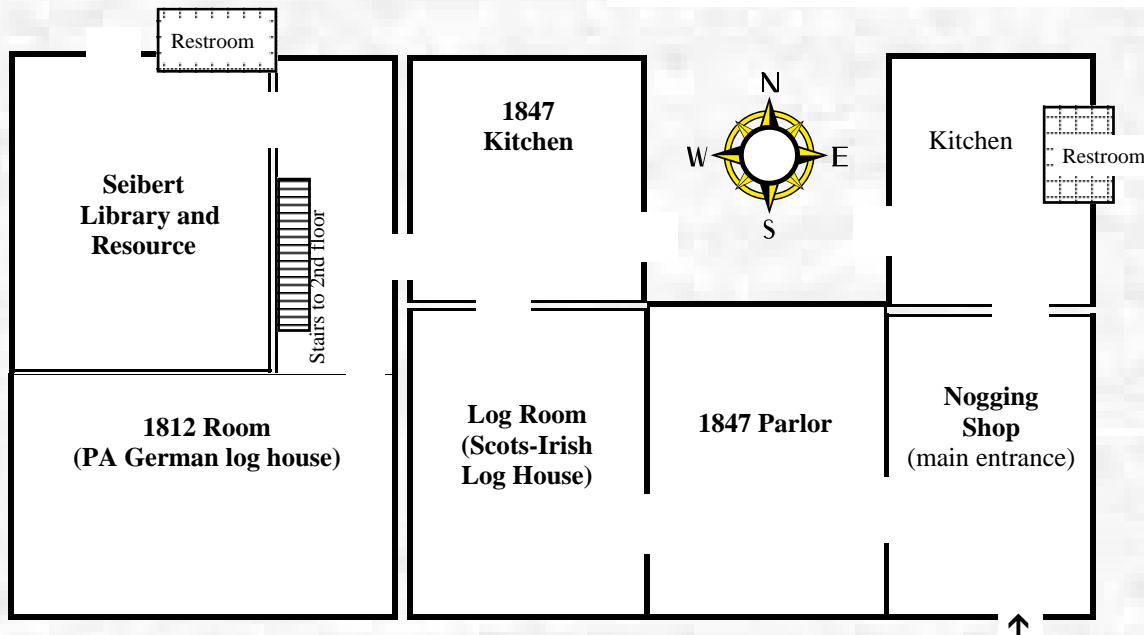 Restroom
Seibert
Library and
Resource
Stairs to 2nd floor
1812 Room
(PA German log house)
1847
Kitchen
Log Room
(Scots-Irish
Log House)
N
W
E
S
1847 Parlor
Kitchen
Restroom
Nogging
Shop
(main entrance)